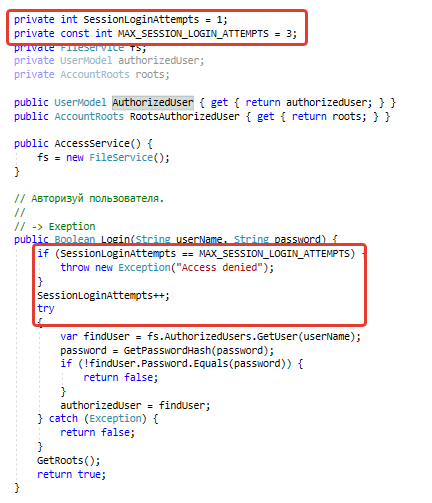 private int SessionLoginAttempts = 1;
private const int MAX_SESSION_LOGIN_ATTEMPTS = 3;
private FileService fs;
private UserModel authorizedUser;
private AccountRoots roots;
public UserModel AuthorizedUser { get { return authorizedUser; } }
public AccountRoots RootsAuthorizedUser { get { return roots; } }
public AccessService() {
fs = new FileService();
}
// Авторизуй пользователя.
//
// -> Exeption
public Boolean Login(String userName, String password) {
if (SessionLoginAttempts == MAX_SESSION_LOGIN_ATTEMPTS) {
throw new Exception("Access denied");
}
SessionLoginAttempts++;
try
{
var findUser = fs.AuthorizedUsers.GetUser(userName);
password = GetPasswordHash(password);
if (!findUser.Password.Equals(password)) {
return false;
}
authorizedUser = findUser;
} catch (Exception) {
return false;
}
GetRoots();
return true;
}